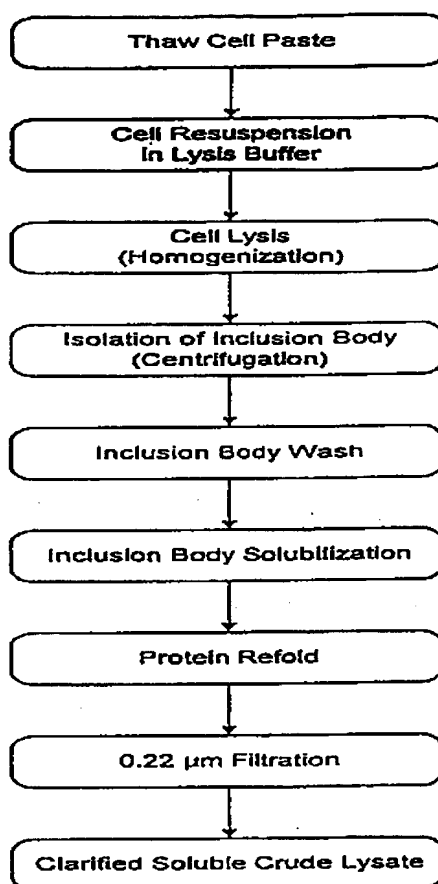 Thaw Cell Paste
Cell Resuspension
in Lysis Buffer
Cell Lysis
(Homogenization)
Isolation of Inclusion Body
(Centrifugation)
Inclusion Body Wash
Inclusion Body Solubilization
Protein Refold
0.22 µm Filtration
Clarified Soluble Crude Lysate